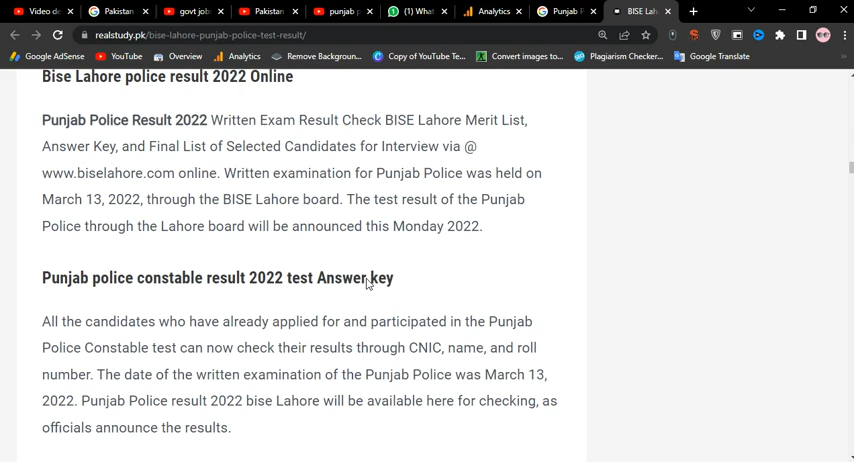 Video de
Pakistan
govt job
Pakistan
punjab p
(1) What
Analytics
Punjab P
BISE Lah
realstudy.pk/bise-lahore-punjab-police-test-result/
Google AdSense YouTube Overview Analytics Remove Backgroun... Copy of YouTube Te... Convert images to... Plagiarism Checker... Google Translate
Bise Lahore police result 2022 Online
Punjab Police Result 2022 Written Exam Result Check BISE Lahore Merit List,
Answer Key, and Final List of Selected Candidates for Interview via @
www.biselahore.com online. Written examination for Punjab Police was held on
March 13, 2022, through the BISE Lahore board. The test result of the Punjab
Police through the Lahore board will be announced this Monday 2022.
Punjab police constable result 2022 test Answer key
All the candidates who have already applied for and participated in the Punjab
Police Constable test can now check their results through CNIC, name, and roll
number. The date of the written examination of the Punjab Police was March 13,
2022. Punjab Police result 2022 bise Lahore will be available here for checking, as
officials announce the results.